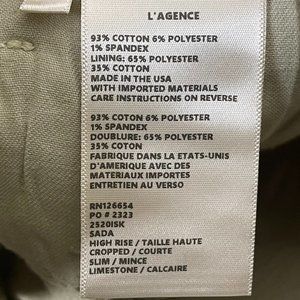 L'AGENCE
93% COTTON 6% POLYESTER
1% SPANDEX
LINING: 65% POLYESTER
35% COTTON
MADE IN THE USA
WITH IMPORTED MATERIALS
CARE INSTRUCTIONS ON REVERSE
93% COTON 6% POLYESTER
1% SPANDEX
DOUBLURE: 65% POLYESTER
35% COTON
FABRIQUE DANS LA ETATS-UNIS
D'AMERIQUE AVEC DES
MATERIAUX IMPORTES
ENTRETIEN AU VERSO
RN126654
PO # 2323
2520ISK
SADA
HIGH RISE / TAILLE HAUTE
CROPPED / COURTE
SLIM / MINCE
LIMESTONE / CALCAIRE